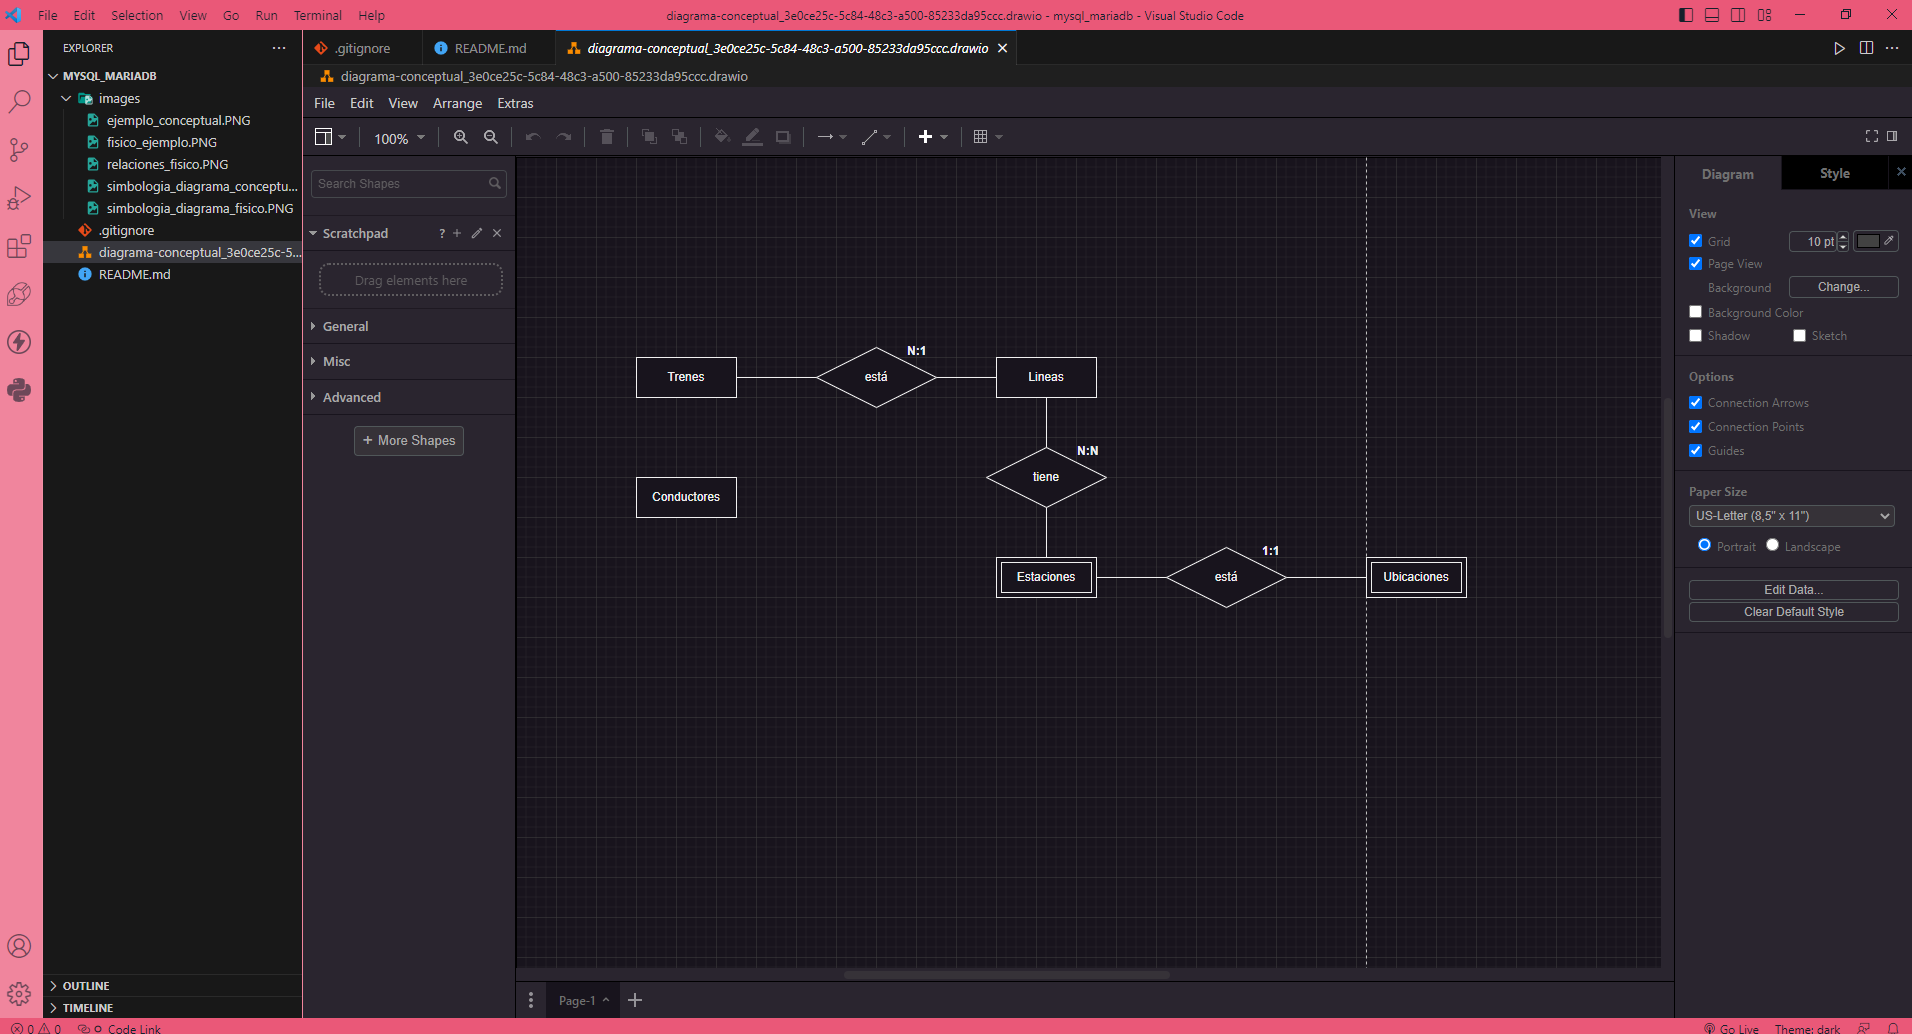 File Edit Selection View Go Run Terminal Help
diagrama-conceptual_3e0ce25c-5c84-48c3-a500-85233da95ccc.drawio - mysql_mariadb - Visual Studio Code
EXPLORER
MYSQL_MARIADB
images
ejemplo_conceptual.PNG
fisico_ejemplo.PNG
relaciones_fisico.PNG
simbologia_diagrama_conceptu...
simbologia_diagrama_fisico.PNG
.gitignore
diagrama-conceptual_3e0ce25c-5...
README.md
OUTLINE
TIMELINE
.gitignore
README.md
diagrama-conceptual_3e0ce25c-5c84-48c3-a500-85233da95ccc.drawio
diagrama-conceptual_3e0ce25c-5c84-48c3-a500-85233da95ccc.drawio
File Edit View Arrange Extras
100%
Search Shapes
Scratchpad ?
Drag elements here
General
Misc
Advanced
+ More Shapes
N:1
Trenes
está
Lineas
N:N
tiene
Conductores
1:1
Estaciones
está
Ubicaciones
Page-1
Diagram
Style
View
Grid
10 pt
Page View
Background
Change...
Background Color
Shadow
Sketch
Options
Connection Arrows
Connection Points
Guides
Paper Size
US-Letter (8,5" x 11")
Portrait
Landscape
Edit Data...
Clear Default Style
0 0 Code Link
Go Live Theme: dark